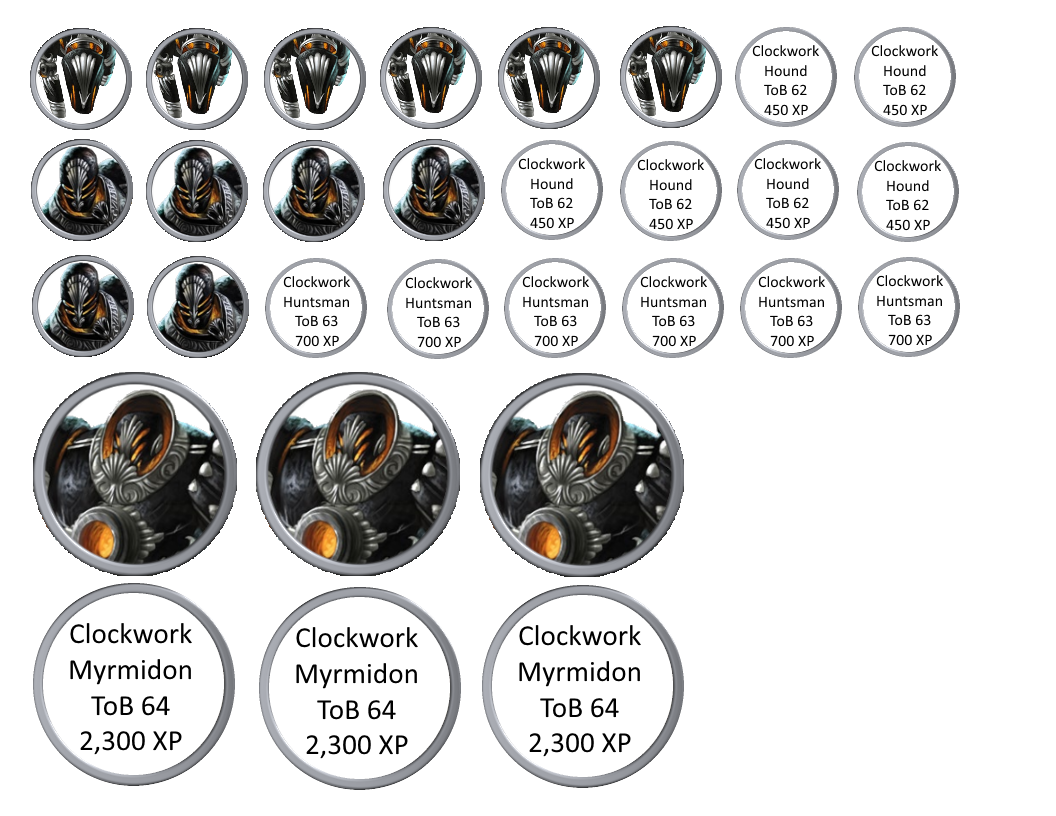 Clockwork
Hound
ToB 62
450 XP
Clockwork
Hound
ToB 62
450 XP
Clockwork
Hound
ToB 62
450 XP
Clockwork
Hound
ToB 62
450 XP
Clockwork
Hound
ToB 62
450 XP
Clockwork
Hound
ToB 62
450 XP
Clockwork
Huntsman
ToB 63
700 XP
Clockwork
Huntsman
ToB 63
700 XP
Clockwork
Huntsman
ToB 63
700 XP
Clockwork
Huntsman
ToB 63
700 XP
Clockwork
Huntsman
ToB 63
700 XP
Clockwork
Huntsman
ToB 63
700 XP
Clockwork
Myrmidon
ToB 64
2,300 XP
Clockwork
Myrmidon
ToB 64
2,300 XP
Clockwork
Myrmidon
ToB 64
2,300 XP